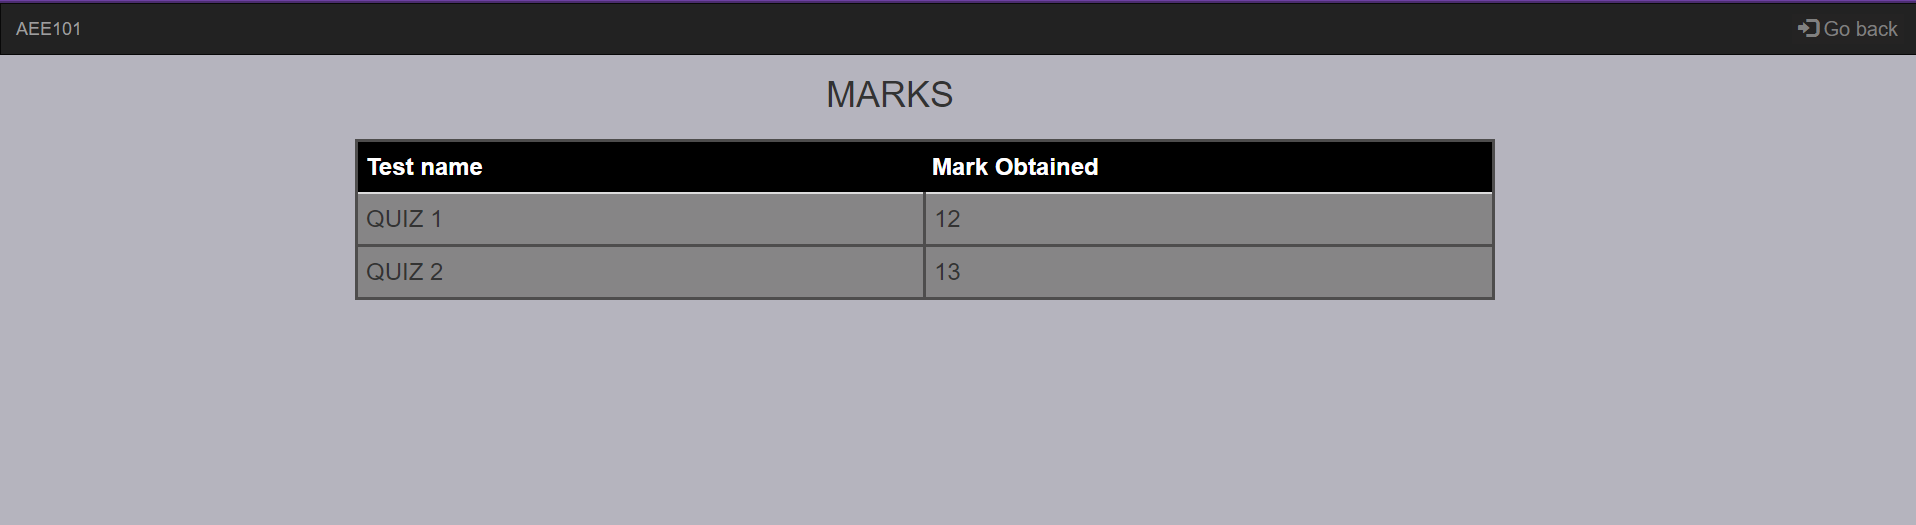 AEE101 Go back
MARKS
Test name Mark Obtained
QUIZ 1 12
QUIZ 2 13